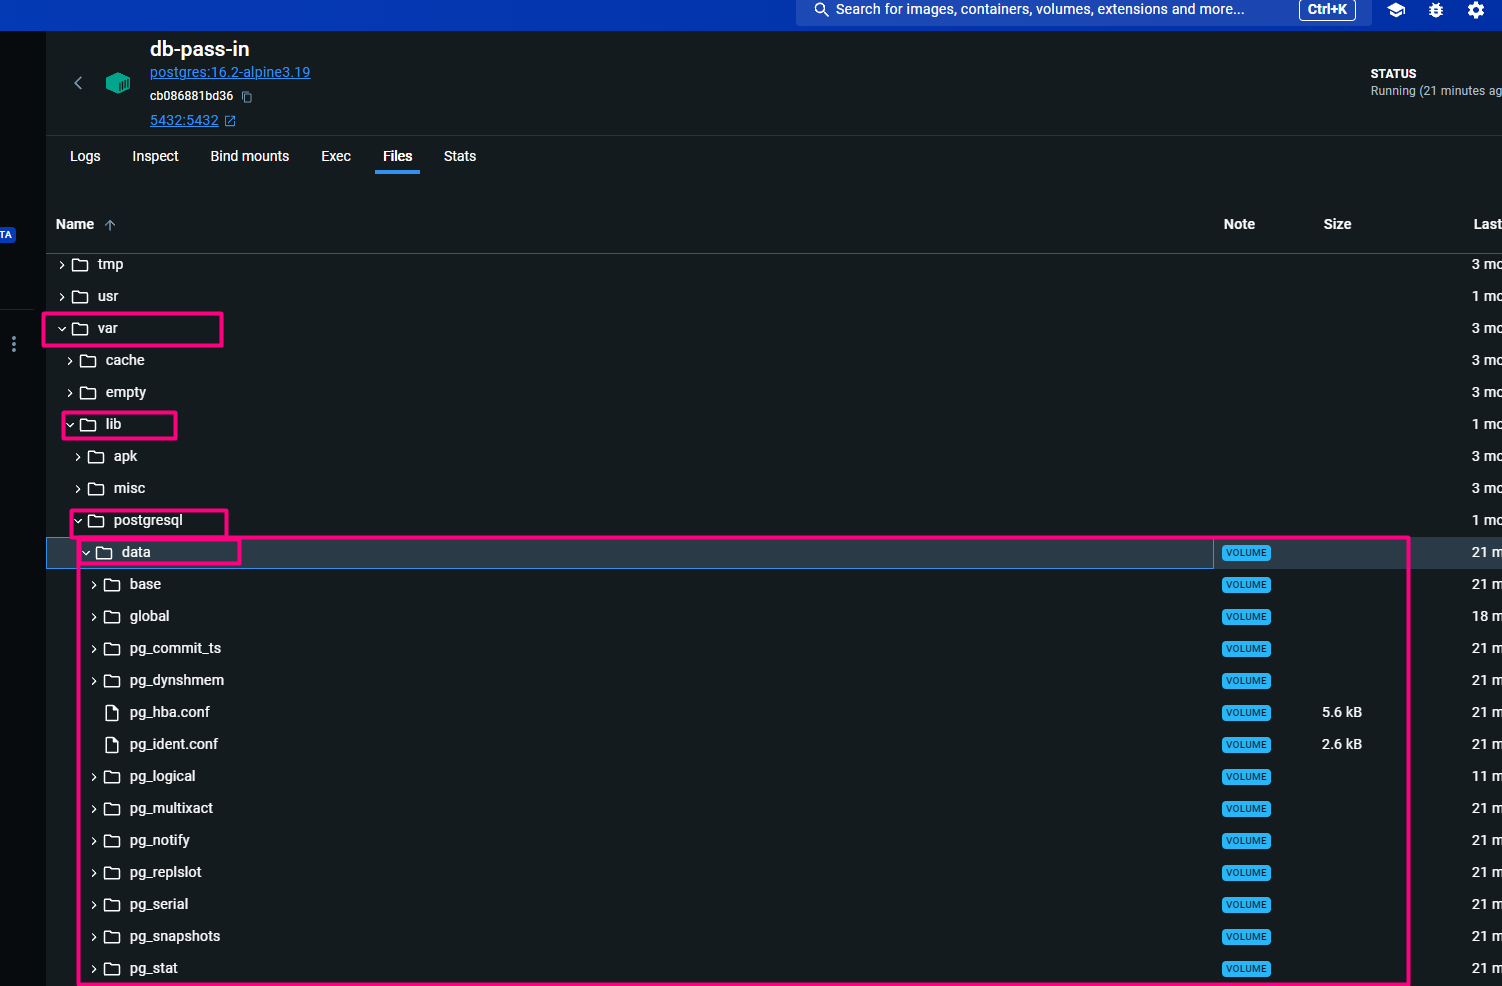 Search for images, containers, volumes, extensions and more...
Ctrl+K
db-pass-in
postgres:16.2-alpine3.19
cb086881bd36
5432:5432
STATUS
Running (21 minutes ag
Logs Inspect Bind mounts Exec Files Stats
TA
Name Note Size Last
tmp 3 mo
usr 1 mo
var 3 mo
cache 3 mo
empty 3 mo
lib 1 mo
apk 3 mo
misc 3 mo
postgresql 1 mo
data VOLUME 21 m
base VOLUME 21 m
global VOLUME 18 m
pg_commit_ts VOLUME 21 m
pg_dynshmem VOLUME 21 m
pg_hba.conf VOLUME 5.6 kB 21 m
pg_ident.conf VOLUME 2.6 kB 21 m
pg_logical VOLUME 11 m
pg_multixact VOLUME 21 m
pg_notify VOLUME 21 m
pg_replslot VOLUME 21 m
pg_serial VOLUME 21 m
pg_snapshots VOLUME 21 m
pg_stat VOLUME 21 m